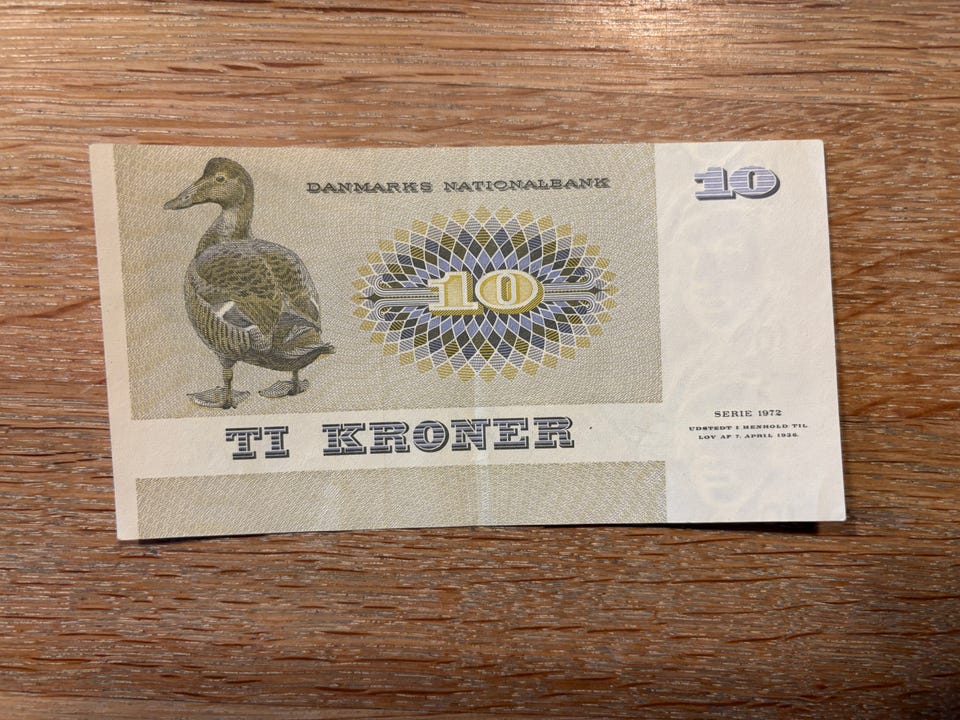 DANMARKS NATIONALBANK
10
10
TI KRONER
SERIE 1972
UDSTEDT I HENHOLD TIL
LOV AF 7. APRIL 1936.